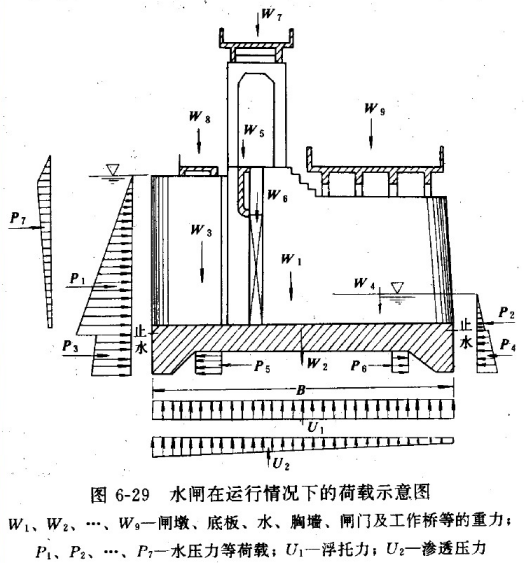 W₇
W₈
W₅
W₉
P₇
W₆
W₃
P₁
W₁
W₄
止水
P₃
止水
P₂
P₄
P₅
W₂
P₆
B
U₁
U₂
图 6-29 水闸在运行情况下的荷载示意图
W₁、W₂、…、W₉—闸墩、底板、水、胸墙、闸门及工作桥等的重力；
P₁、P₂、…、P₇—水压力等荷载；U₁—浮托力；U₂—渗透压力